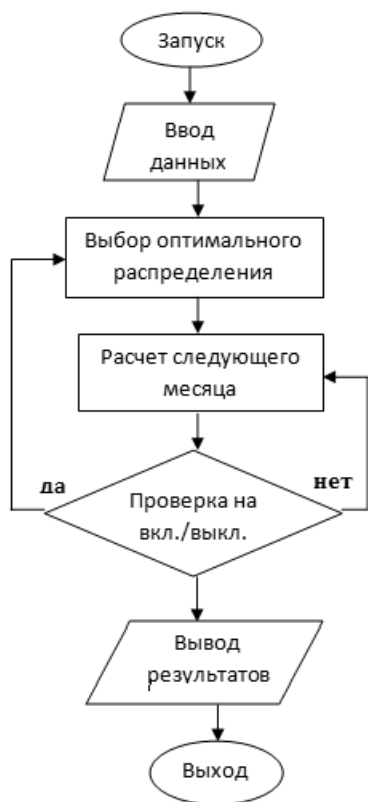 Запуск
Ввод
данных
Выбор оптимального
распределения
Расчет следующего
месяца
да
нет
Проверка на
вкл./выкл.
Вывод
результатов
Выход